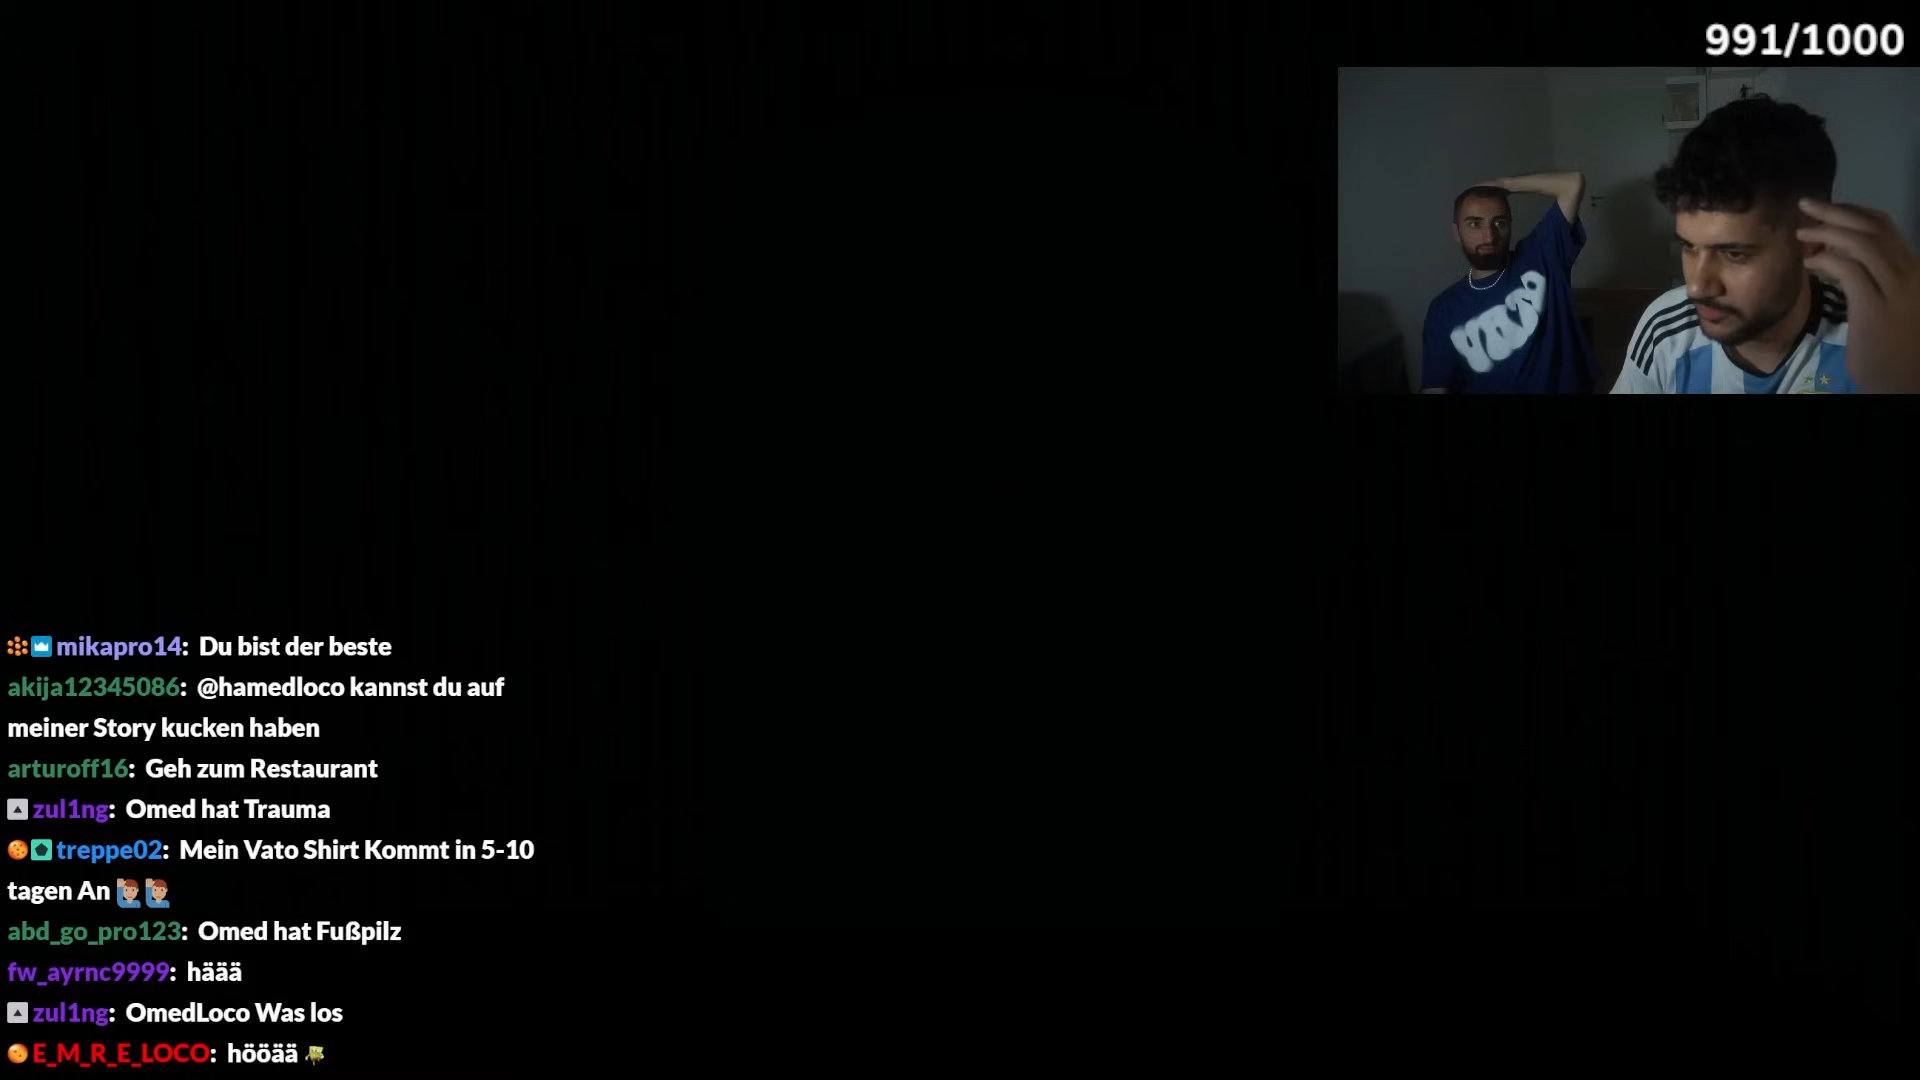 991/1000
VATO
mikapro14: Du bist der beste
akija12345086: @hamedloco kannst du auf
meiner Story kucken haben
arturoff16: Geh zum Restaurant
zul1ng: Omed hat Trauma
treppe02: Mein Vato Shirt Kommt in 5-10
tagen An 🙋🏽‍♂️🙋🏽‍♂️
abd_go_pro123: Omed hat Fußpilz
fw_ayrnc9999: häää
zul1ng: OmedLoco Was los
E_M_R_E_LOCO: hööää